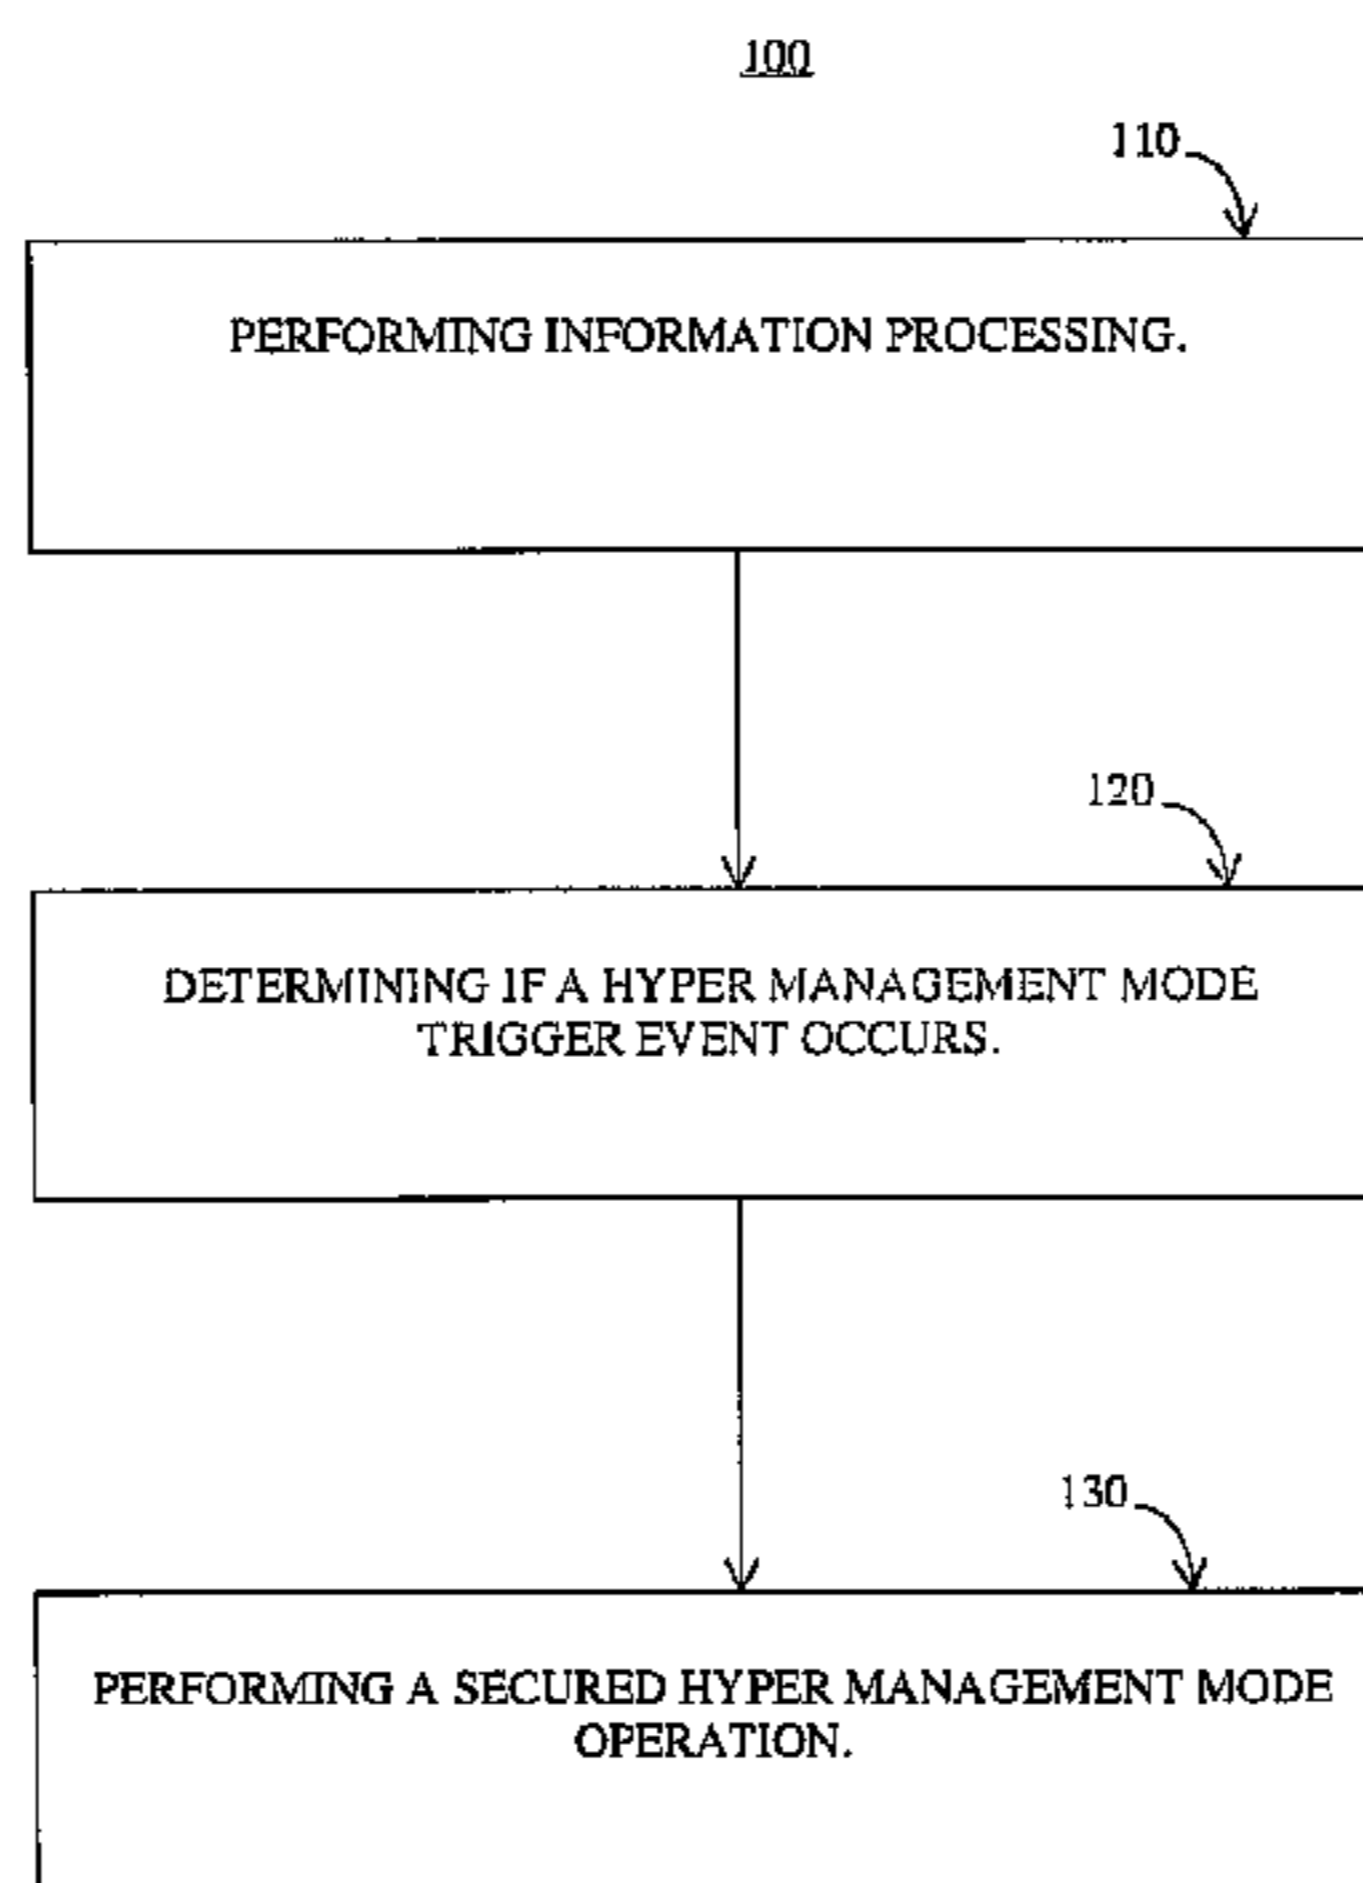 100
110
PERFORMING INFORMATION PROCESSING.
120
DETERMINING IF A HYPER MANAGEMENT MODE
TRIGGER EVENT OCCURS.
130
PERFORMING A SECURED HYPER MANAGEMENT MODE
OPERATION.